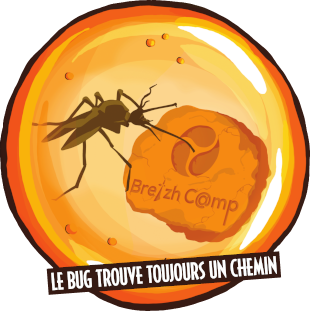 Breizh C@mp
LE BUG TROUVE TOUJOURS UN CHEMIN